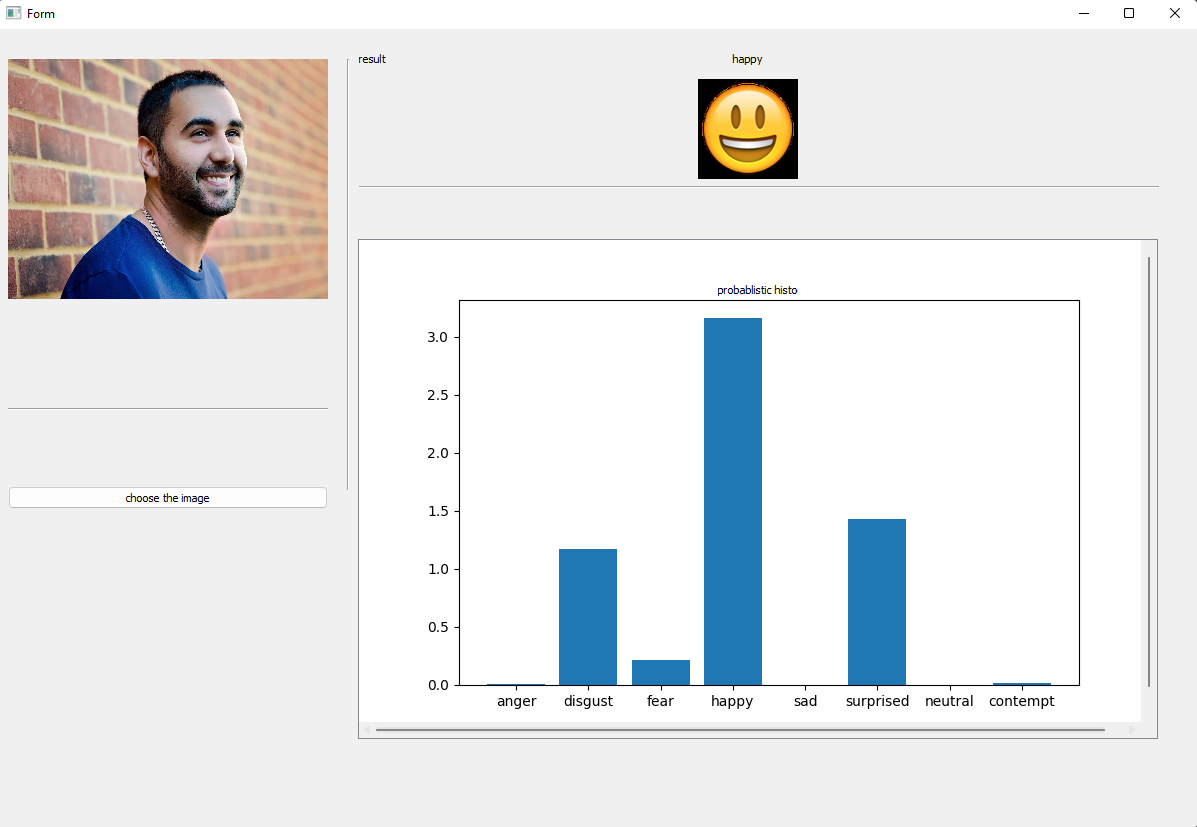 Form
result
happy
choose the image
probablistic histo
3.0
2.5
2.0
1.5
1.0
0.5
0.0
anger disgust fear happy sad surprised neutral contempt